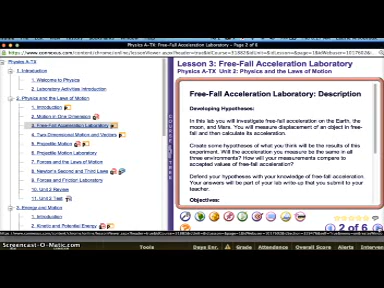 Physics A-TX: Free-Fall Acceleration Laboratory - Page 2 of 6
Physics A-TX
1. Introduction
1. Welcome to Physics
2. Laboratory Activities Introduction
2. Physics and the Laws of Motion
1. Introduction
2. Motion in One Dimension
3. Free-Fall Acceleration Laboratory
4. Two-Dimensional Motion and Vectors
5. Projectile Motion
6. Projectile Motion Laboratory
7. Forces and the Laws of Motion
8. Newton's Second and Third Laws
9. Forces and Friction Laboratory
10. Unit 2 Review
11. Unit 2 Test
3. Energy and Motion
1. Introduction
2. Kinetic and Potential Energy
Lesson 3: Free-Fall Acceleration Laboratory
Physics A-TX Unit 2: Physics and the Laws of Motion
Free-Fall Acceleration Laboratory: Description
Developing Hypotheses:
In this lab you will investigate free-fall acceleration on the Earth,
the moon, and Mars. You will measure displacement of an object in free-
fall and then calculate its acceleration.
Create some hypotheses of what you think will be the results of
this experiment. Will the acceleration you measure be the same in all
three environments? How will your measurements compare to
accepted values of free-fall acceleration?
Defend your hypotheses with your knowledge of free-fall acceleration.
Your answers will be part of your lab write-up that you submit to your
teacher.
Objectives:
2 of 6
Screencast-O-Matic.com
Tools
Days Enr.
Grade
Attendance
Overall Score
Alerts